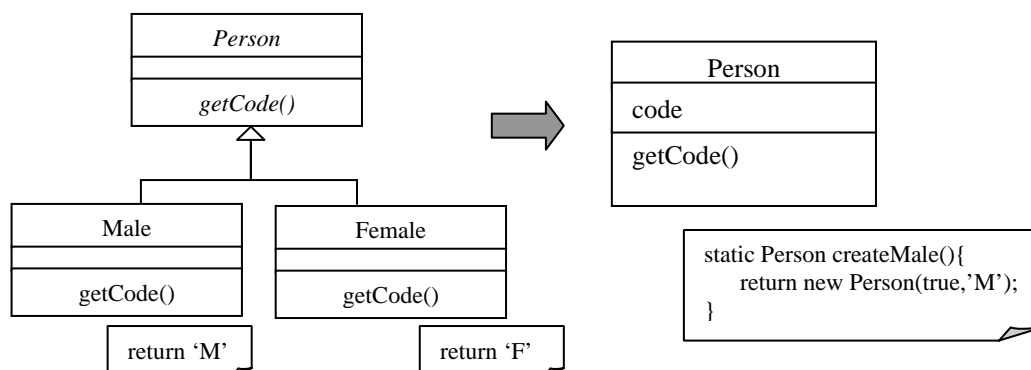 Person
getCode()
Male
getCode()
return ‘M’
Female
getCode()
return ‘F’
Person
code
getCode()
static Person createMale(){
return new Person(true,’M’);
}